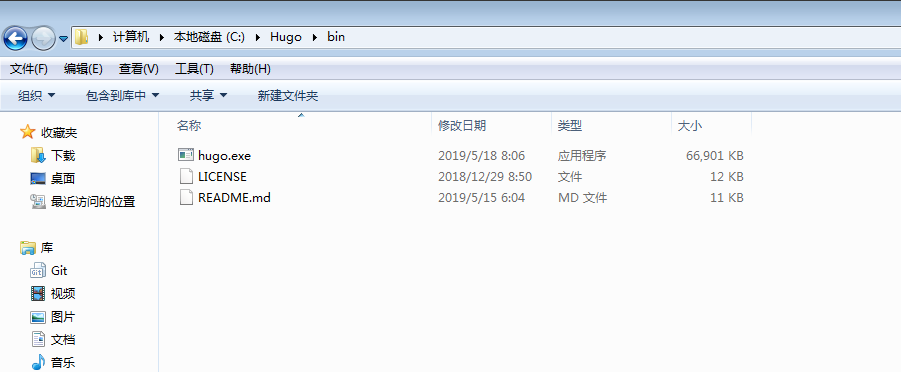 计算机 本地磁盘 (C:) Hugo bin
文件(F) 编辑(E) 查看(V) 工具(T) 帮助(H)
组织 包含到库中 共享 新建文件夹
收藏夹
下载
桌面
最近访问的位置
库
Git
视频
图片
文档
音乐
名称 修改日期 类型 大小
hugo.exe 2019/5/18 8:06 应用程序 66,901 KB
LICENSE 2018/12/29 8:50 文件 12 KB
README.md 2019/5/15 6:04 MD 文件 11 KB